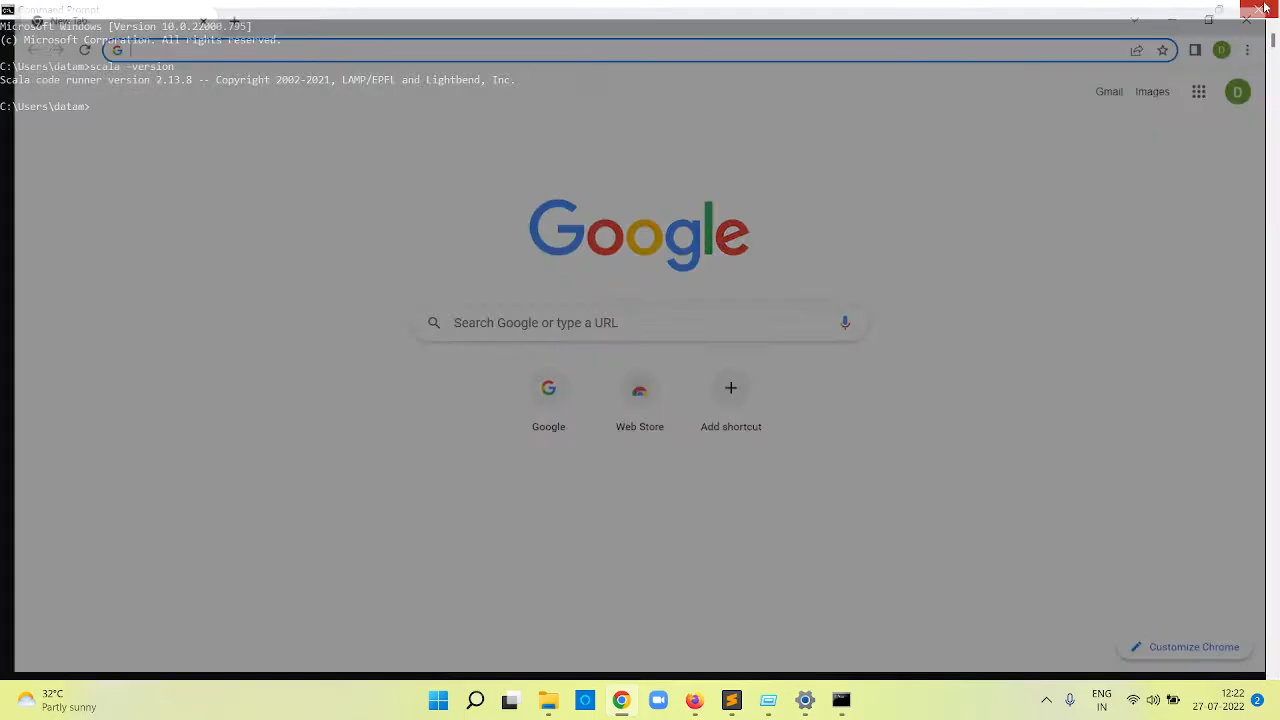 Command Prompt
New Tab
Microsoft Windows [Version 10.0.22000.795]
(c) Microsoft Corporation. All rights reserved.
C:\Users\datam>scala -version
Scala code runner version 2.13.8 -- Copyright 2002-2021, LAMP/EPFL and Lightbend, Inc.
C:\Users\datam>
D
Gmail Images D
Google
Search Google or type a URL
Google Web Store Add shortcut
Customize Chrome
32°C
Partly sunny
ENG
IN
12:22
27-07-2022
2